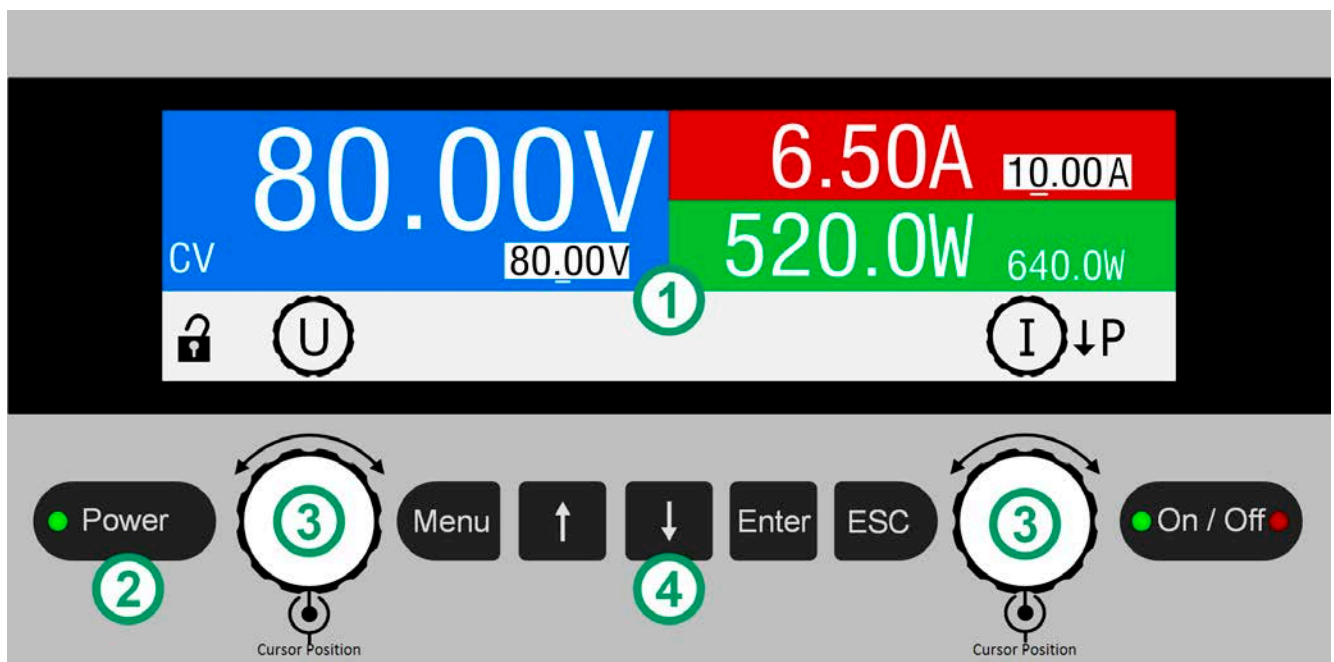 80.00V
6.50A 10.00A
CV 80.00V
520.0W 640.0W
1
U I ↓P
Power 3 Menu ↑ ↓ Enter ESC 3 On / Off
2 4
Cursor Position Cursor Position